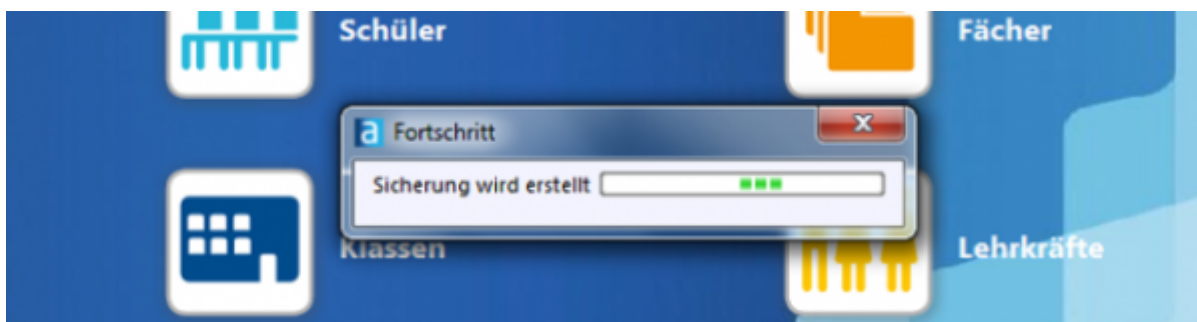 Schüler
Fächer
Fortschritt
Sicherung wird erstellt
Klassen
Lehrkräfte